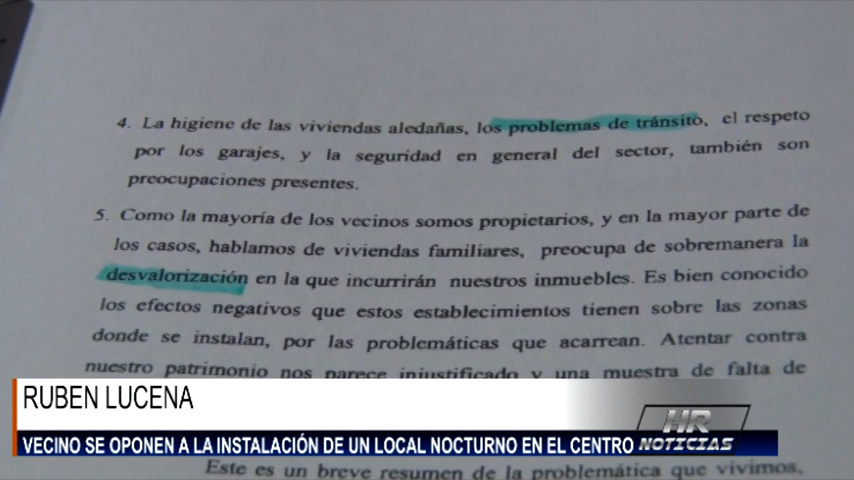 4. La higiene de las viviendas aledañas, los problemas de tránsito, el respeto
por los garajes, y la seguridad en general del sector, también son
preocupaciones presentes.
5. Como la mayoría de los vecinos somos propietarios, y en la mayor parte de
los casos, hablamos de viviendas familiares, preocupa de sobremanera la
desvalorización en la que incurrirán nuestros inmuebles. Es bien conocido
los efectos negativos que estos establecimientos tienen sobre las zonas
donde se instalan, por las problemáticas que acarrean. Atentar contra
nuestro patrimonio nos parece injustificado y una muestra de falta de
RUBEN LUCENA
HR
VECINO SE OPONEN A LA INSTALACIÓN DE UN LOCAL NOCTURNO EN EL CENTRO NOTICIAS
Este es un breve resumen de la problemática que vivimos,